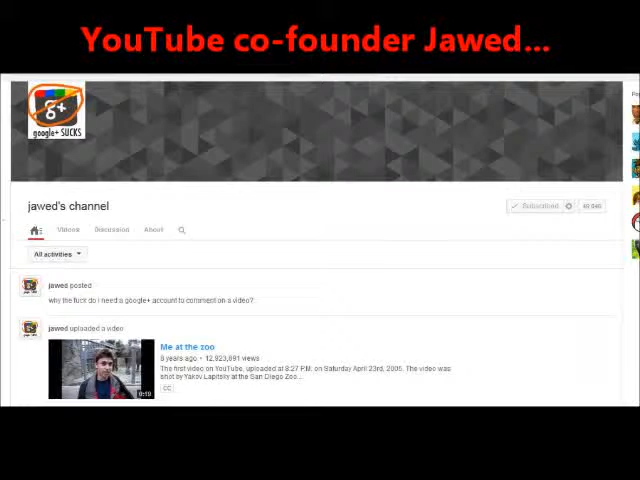 YouTube co-founder Jawed...
g+
google+ SUCKS
jawed's channel
Subscribed
Videos Discussion About
All activities
jawed posted
why the fuck do i need a google+ account to comment on a video?
jawed uploaded a video
Me at the zoo
8 years ago • 12,923,891 views
The first video on YouTube, uploaded at 8:27 P.M. on Saturday April 23rd, 2005. The video was
shot by Yakov Lapitsky at the San Diego Zoo...
0:19
CC